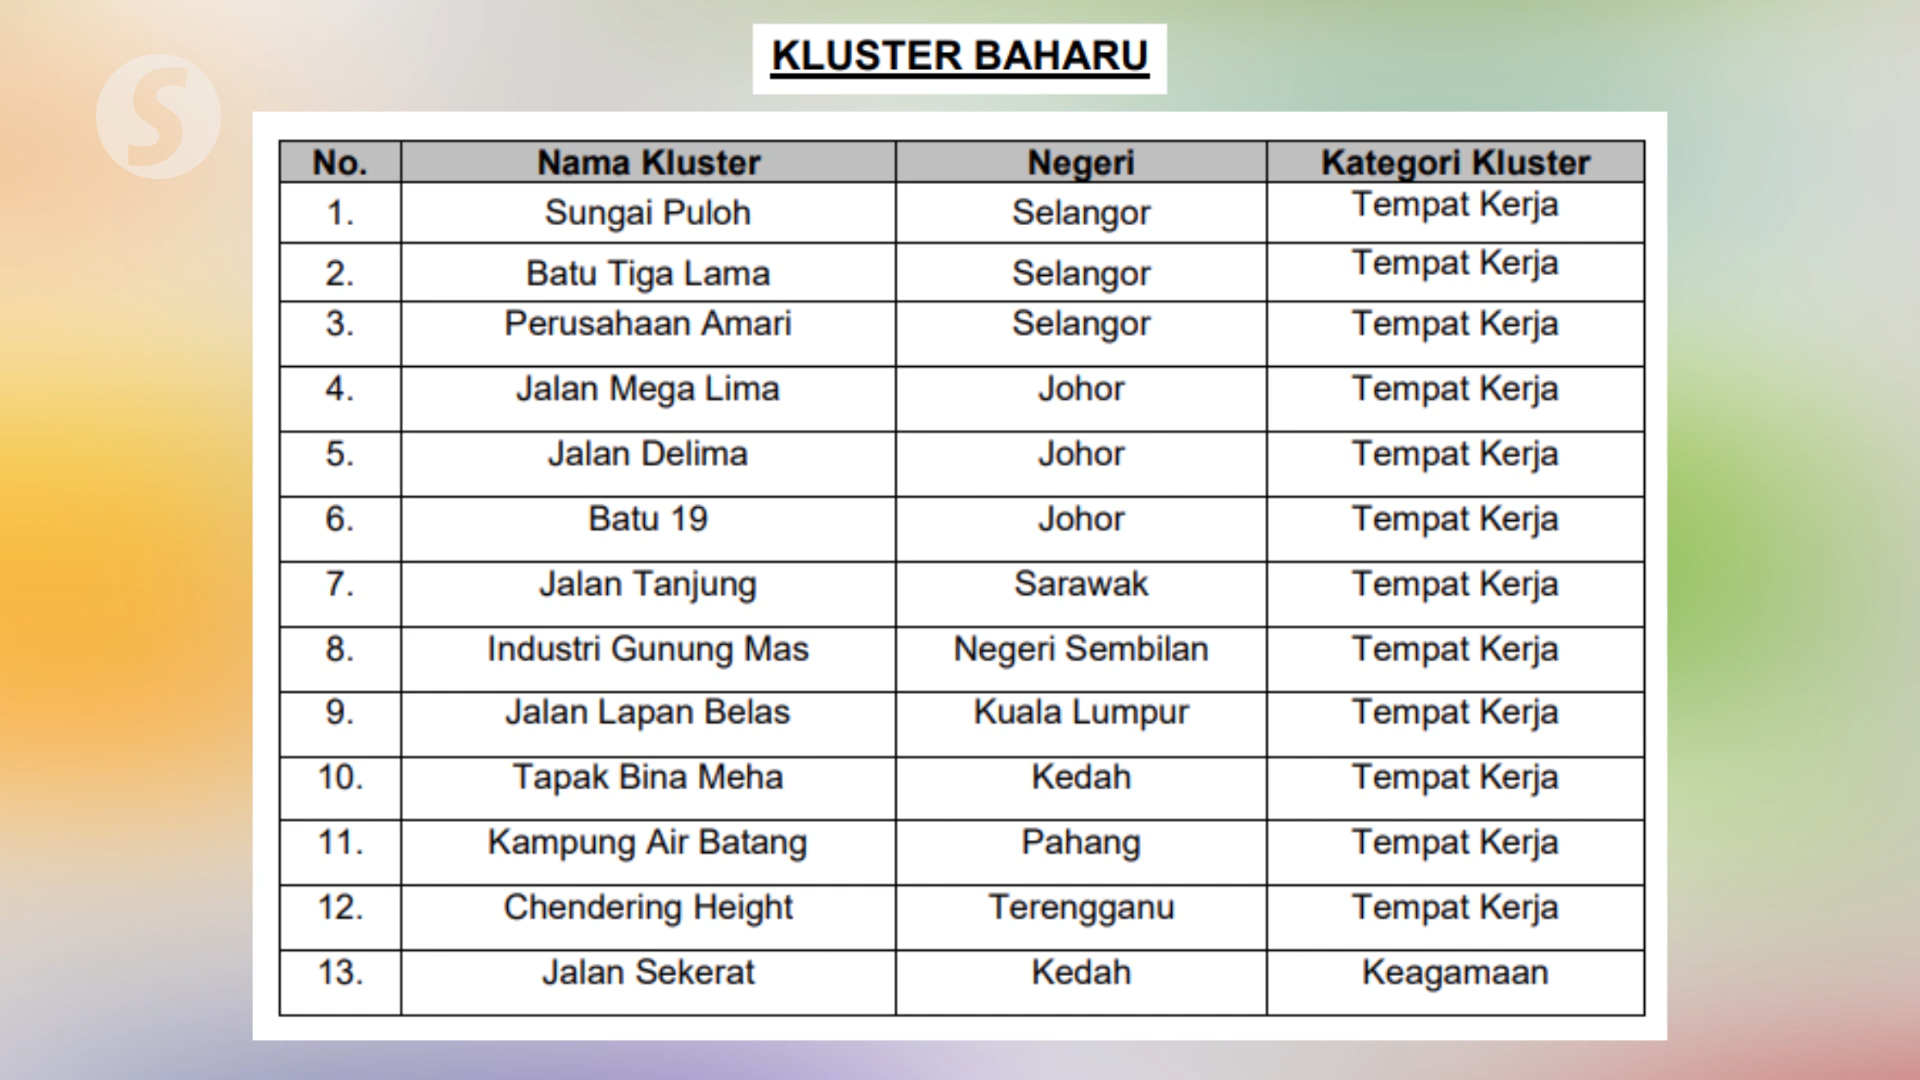 KLUSTER BAHARU
No. Nama Kluster Negeri Kategori Kluster
1. Sungai Puloh Selangor Tempat Kerja
2. Batu Tiga Lama Selangor Tempat Kerja
3. Perusahaan Amari Selangor Tempat Kerja
4. Jalan Mega Lima Johor Tempat Kerja
5. Jalan Delima Johor Tempat Kerja
6. Batu 19 Johor Tempat Kerja
7. Jalan Tanjung Sarawak Tempat Kerja
8. Industri Gunung Mas Negeri Sembilan Tempat Kerja
9. Jalan Lapan Belas Kuala Lumpur Tempat Kerja
10. Tapak Bina Meha Kedah Tempat Kerja
11. Kampung Air Batang Pahang Tempat Kerja
12. Chendering Height Terengganu Tempat Kerja
13. Jalan Sekerat Kedah Keagamaan
S